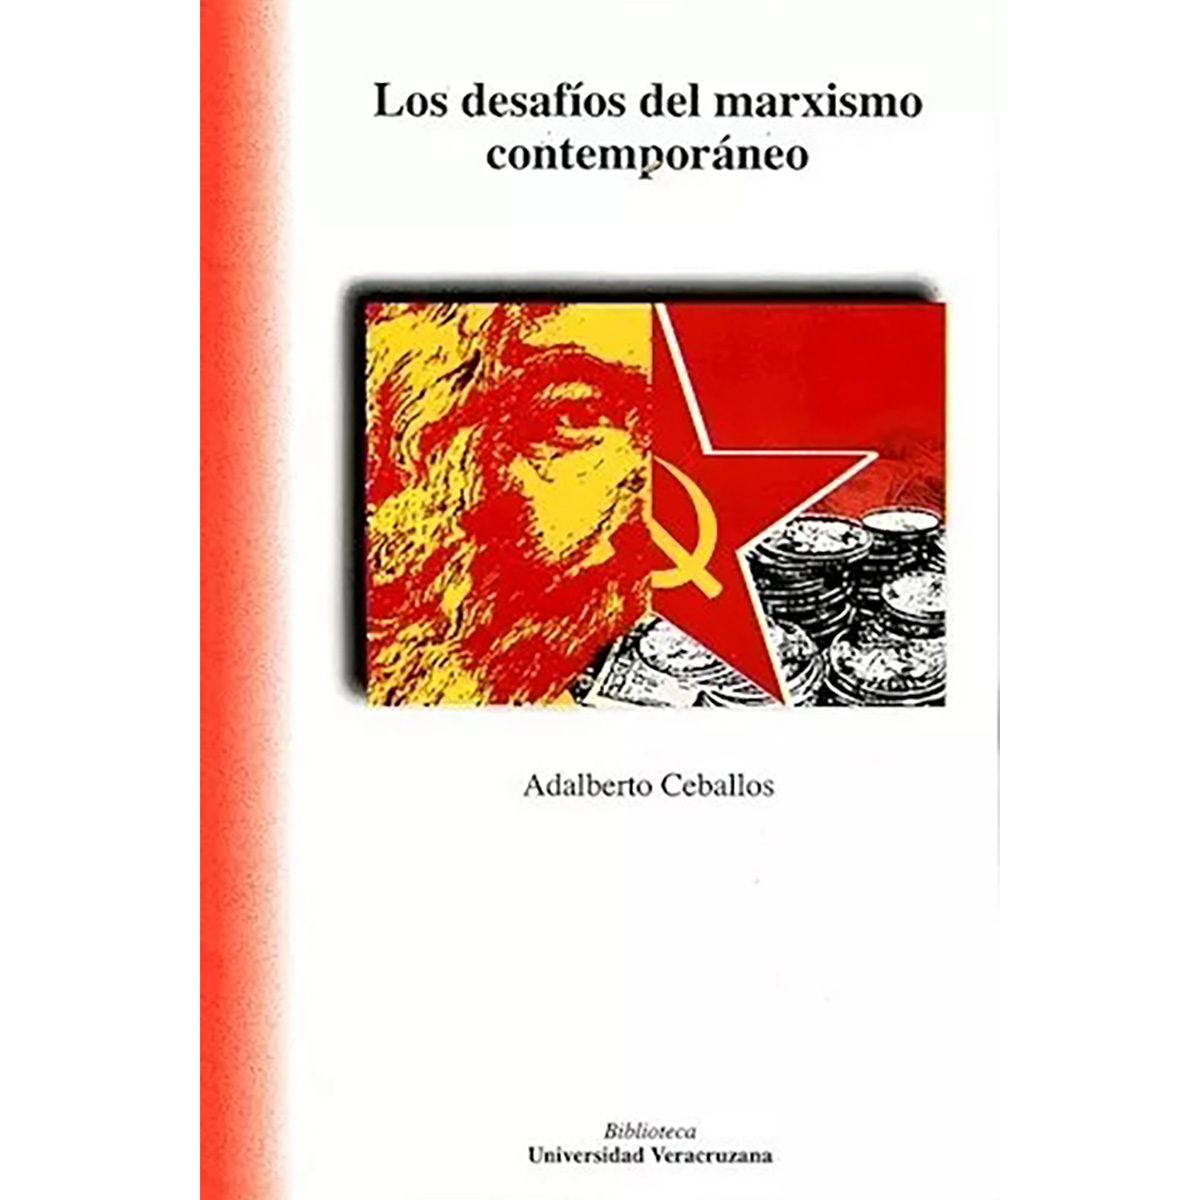 Los desafíos del marxismo
contemporáneo
Adalberto Ceballos
Biblioteca
Universidad Veracruzana